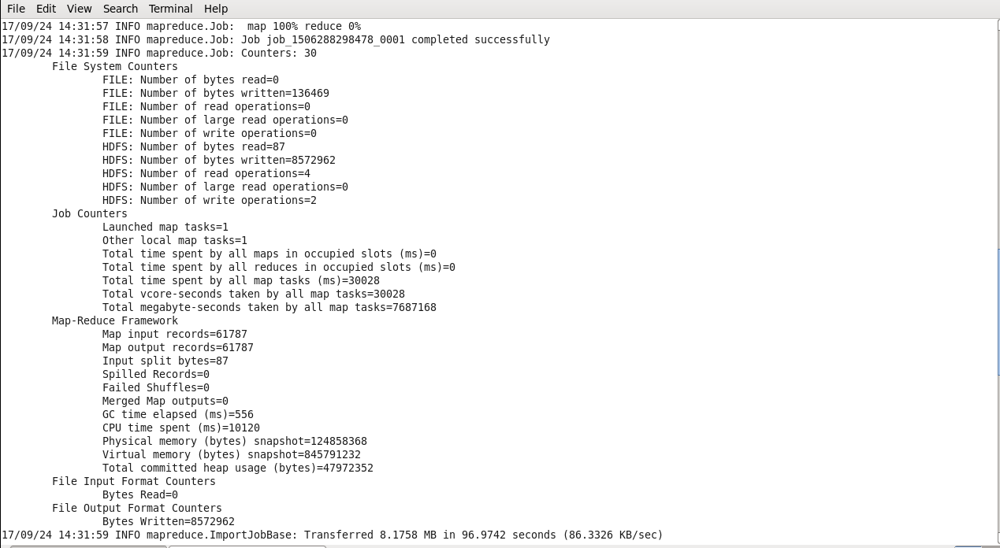 File Edit View Search Terminal Help
17/09/24 14:31:57 INFO mapreduce.Job:  map 100% reduce 0%
17/09/24 14:31:58 INFO mapreduce.Job: Job job_1506288298478_0001 completed successfully
17/09/24 14:31:59 INFO mapreduce.Job: Counters: 30
File System Counters
FILE: Number of bytes read=0
FILE: Number of bytes written=136469
FILE: Number of read operations=0
FILE: Number of large read operations=0
FILE: Number of write operations=0
HDFS: Number of bytes read=87
HDFS: Number of bytes written=8572962
HDFS: Number of read operations=4
HDFS: Number of large read operations=0
HDFS: Number of write operations=2
Job Counters
Launched map tasks=1
Other local map tasks=1
Total time spent by all maps in occupied slots (ms)=0
Total time spent by all reduces in occupied slots (ms)=0
Total time spent by all map tasks (ms)=30028
Total vcore-seconds taken by all map tasks=30028
Total megabyte-seconds taken by all map tasks=7687168
Map-Reduce Framework
Map input records=61787
Map output records=61787
Input split bytes=87
Spilled Records=0
Failed Shuffles=0
Merged Map outputs=0
GC time elapsed (ms)=556
CPU time spent (ms)=10120
Physical memory (bytes) snapshot=124858368
Virtual memory (bytes) snapshot=845791232
Total committed heap usage (bytes)=47972352
File Input Format Counters
Bytes Read=0
File Output Format Counters
Bytes Written=8572962
17/09/24 14:31:59 INFO mapreduce.ImportJobBase: Transferred 8.1758 MB in 96.9742 seconds (86.3326 KB/sec)